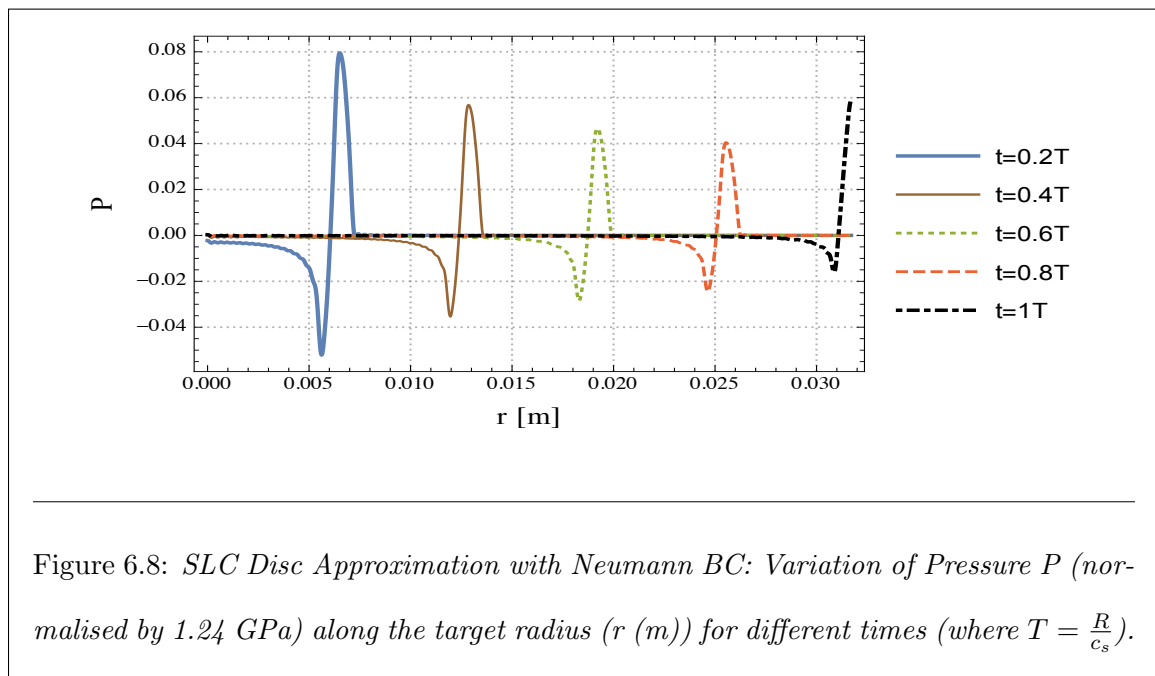 0.08
0.06
0.04
0.02
0.00
−0.02
−0.04
P
0.000 0.005 0.010 0.015 0.020 0.025 0.030
r [m]
t=0.2T
t=0.4T
t=0.6T
t=0.8T
t=1T
Figure 6.8: SLC Disc Approximation with Neumann BC: Variation of Pressure P (nor-
malised by 1.24 GPa) along the target radius (r (m)) for different times (where T = R/c_s).